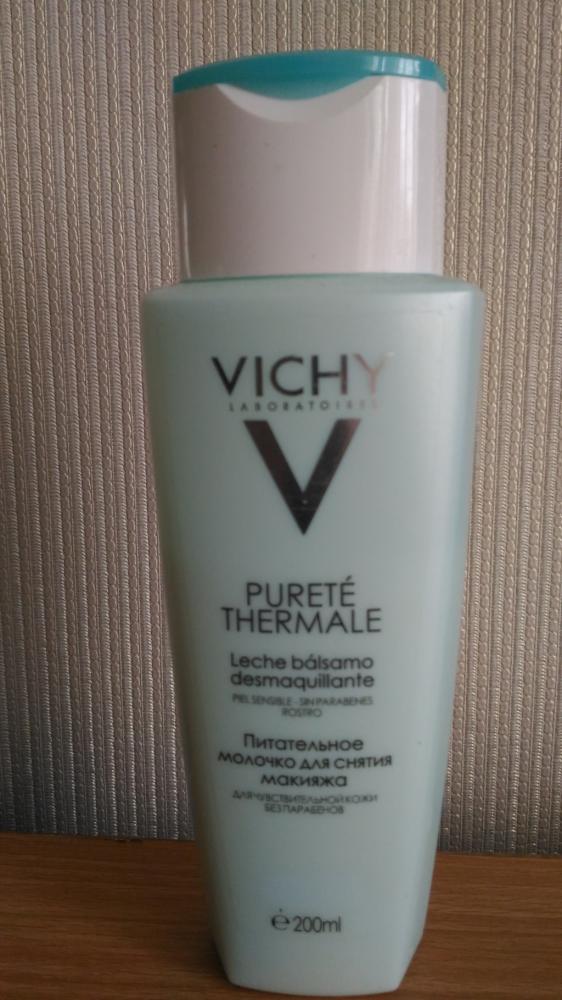 VICHY
LABORATOIRES
V
PURETÉ
THERMALE
Leche bálsamo
desmaquillante
PIEL SENSIBLE - SIN PARABENES
ROSTRO
Питательное
молочко для снятия
макияжа
ДЛЯ ЧУВСТВИТЕЛЬНОЙ КОЖИ
БЕЗ ПАРАБЕНОВ
℮ 200ml